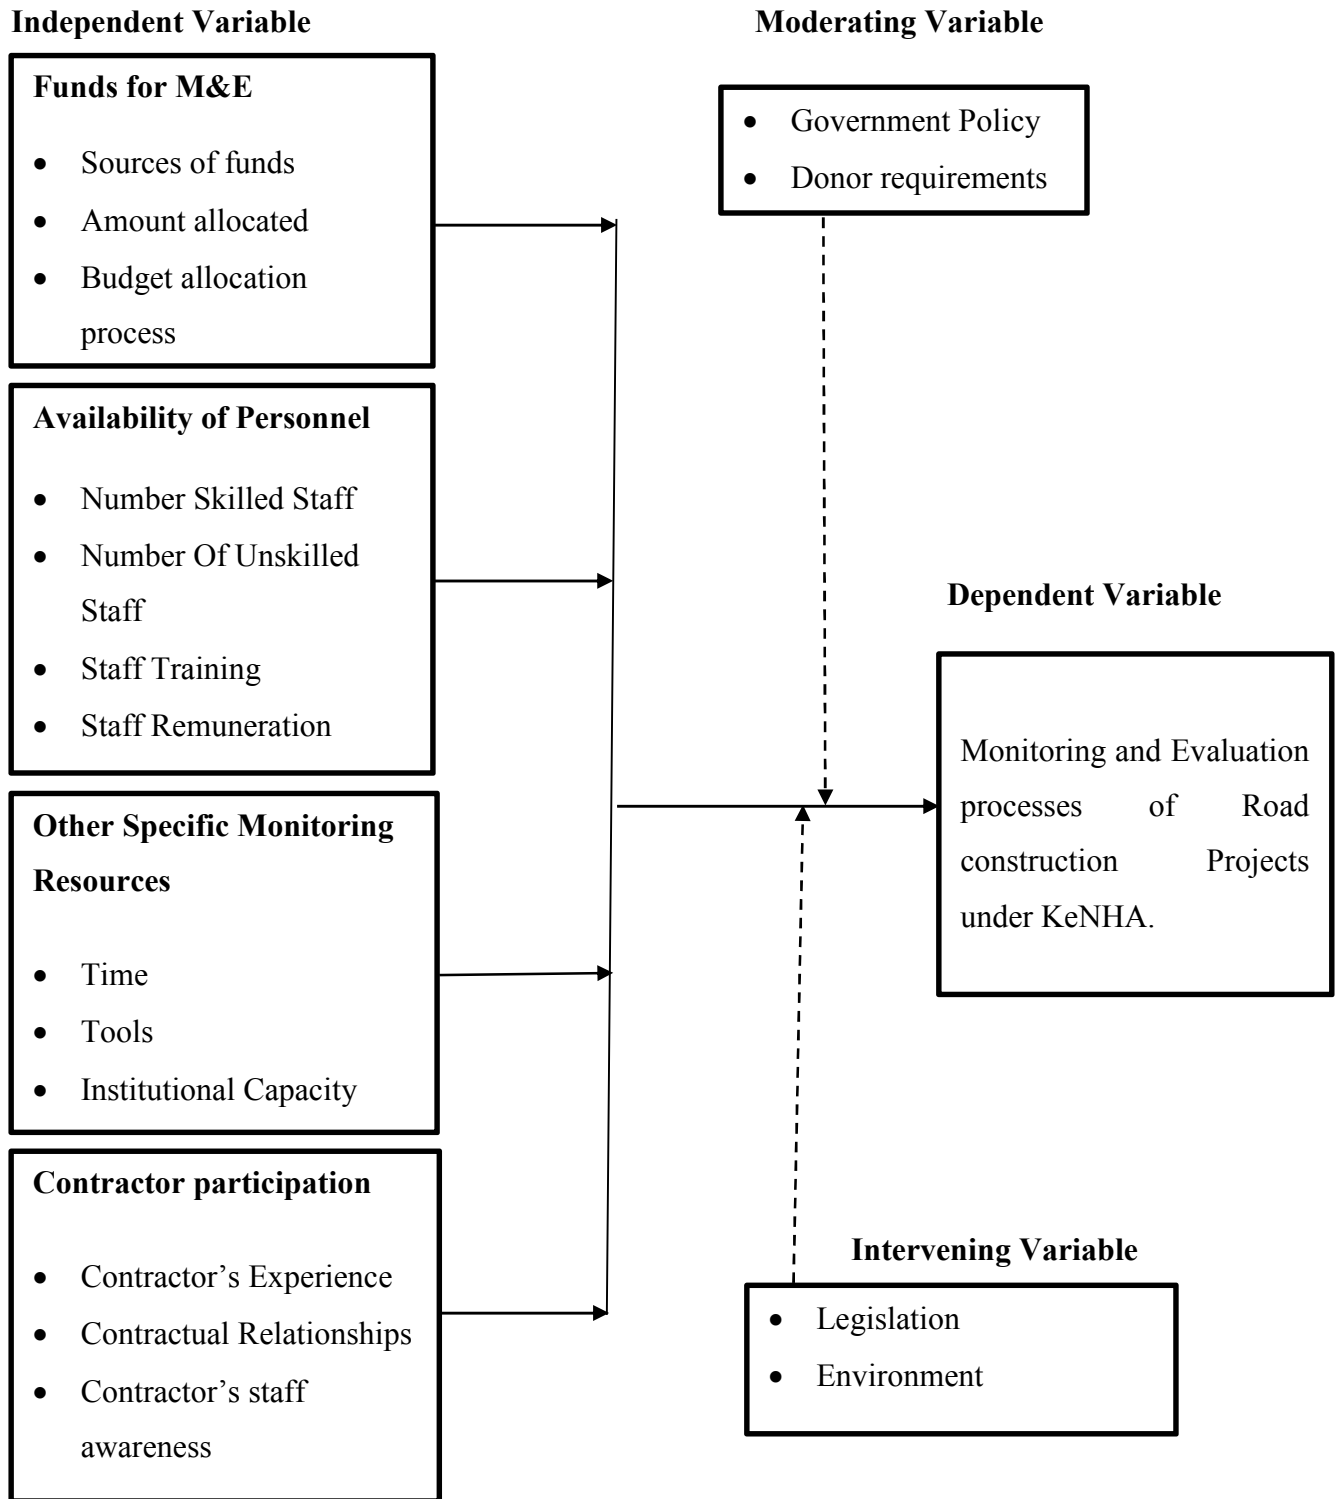 Independent Variable
Funds for M&E
• Sources of funds
• Amount allocated
• Budget allocation
process
Availability of Personnel
• Number Skilled Staff
• Number Of Unskilled
Staff
• Staff Training
• Staff Remuneration
Other Specific Monitoring
Resources
• Time
• Tools
• Institutional Capacity
Contractor participation
• Contractor’s Experience
• Contractual Relationships
• Contractor’s staff
awareness
Moderating Variable
• Government Policy
• Donor requirements
Dependent Variable
Monitoring and Evaluation
processes of Road
construction Projects
under KeNHA.
Intervening Variable
• Legislation
• Environment